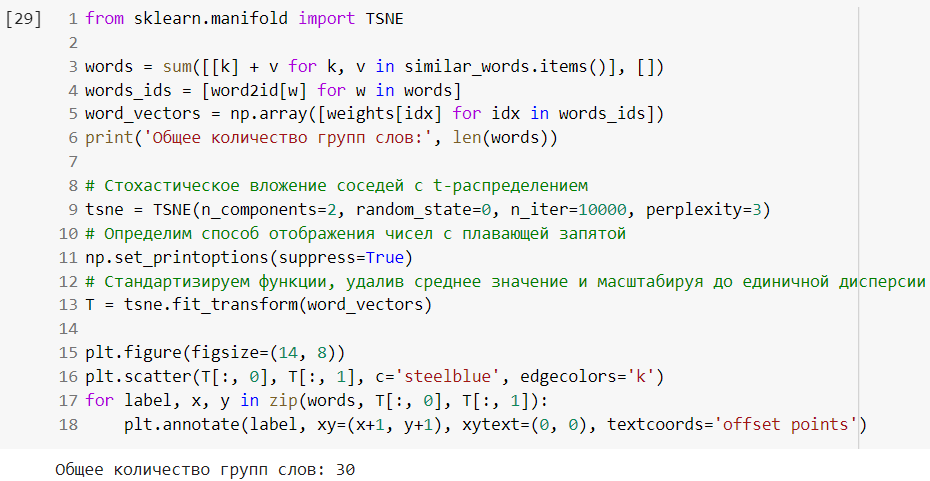 [29] 1 from sklearn.manifold import TSNE
2
3 words = sum([[k] + v for k, v in similar_words.items()], [])
4 words_ids = [word2id[w] for w in words]
5 word_vectors = np.array([weights[idx] for idx in words_ids])
6 print('Общее количество групп слов:', len(words))
7
8 # Стохастическое вложение соседей с t-распределением
9 tsne = TSNE(n_components=2, random_state=0, n_iter=10000, perplexity=3)
10 # Определим способ отображения чисел с плавающей запятой
11 np.set_printoptions(suppress=True)
12 # Стандартизируем функции, удалив среднее значение и масштабируя до единичной дисперсии
13 T = tsne.fit_transform(word_vectors)
14
15 plt.figure(figsize=(14, 8))
16 plt.scatter(T[:, 0], T[:, 1], c='steelblue', edgecolors='k')
17 for label, x, y in zip(words, T[:, 0], T[:, 1]):
18     plt.annotate(label, xy=(x+1, y+1), xytext=(0, 0), textcoords='offset points')
Общее количество групп слов: 30